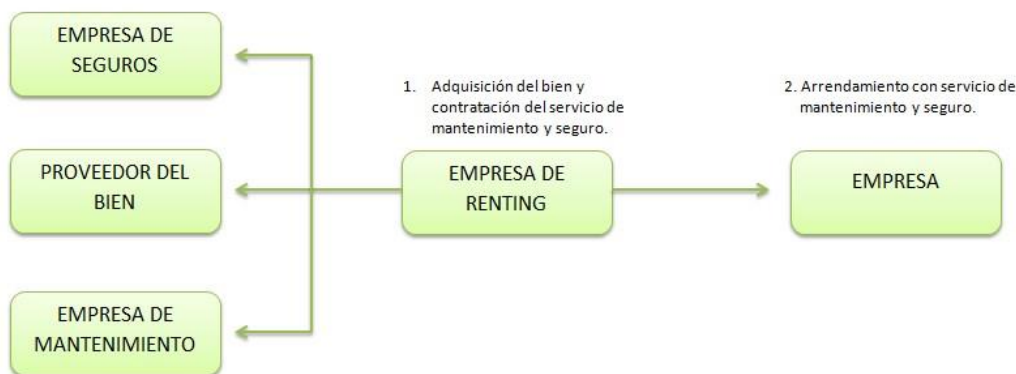 EMPRESA DE
SEGUROS
1. Adquisición del bien y
contratación del servicio de
mantenimiento y seguro.
2. Arrendamiento con servicio de
mantenimiento y seguro.
PROVEEDOR DEL
BIEN
EMPRESA DE
RENTING
EMPRESA
EMPRESA DE
MANTENIMIENTO